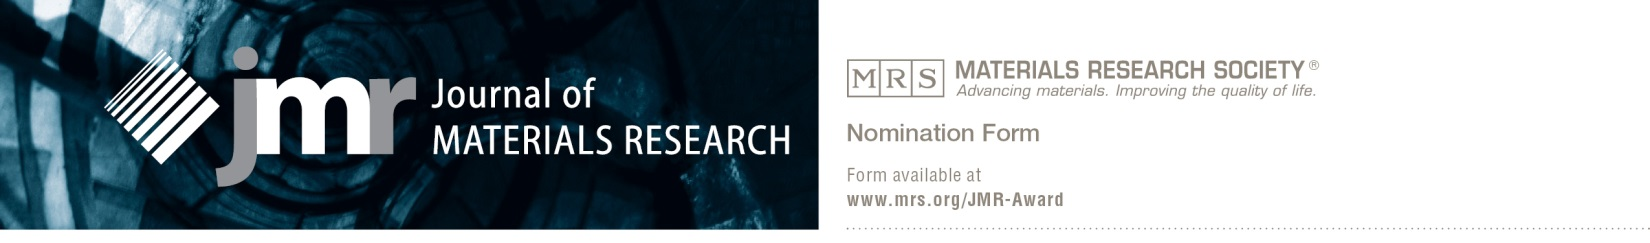 jmr
Journal of
MATERIALS RESEARCH
MRS
MATERIALS RESEARCH SOCIETY®
Advancing materials. Improving the quality of life.
Nomination Form
Form available at
www.mrs.org/JMR-Award